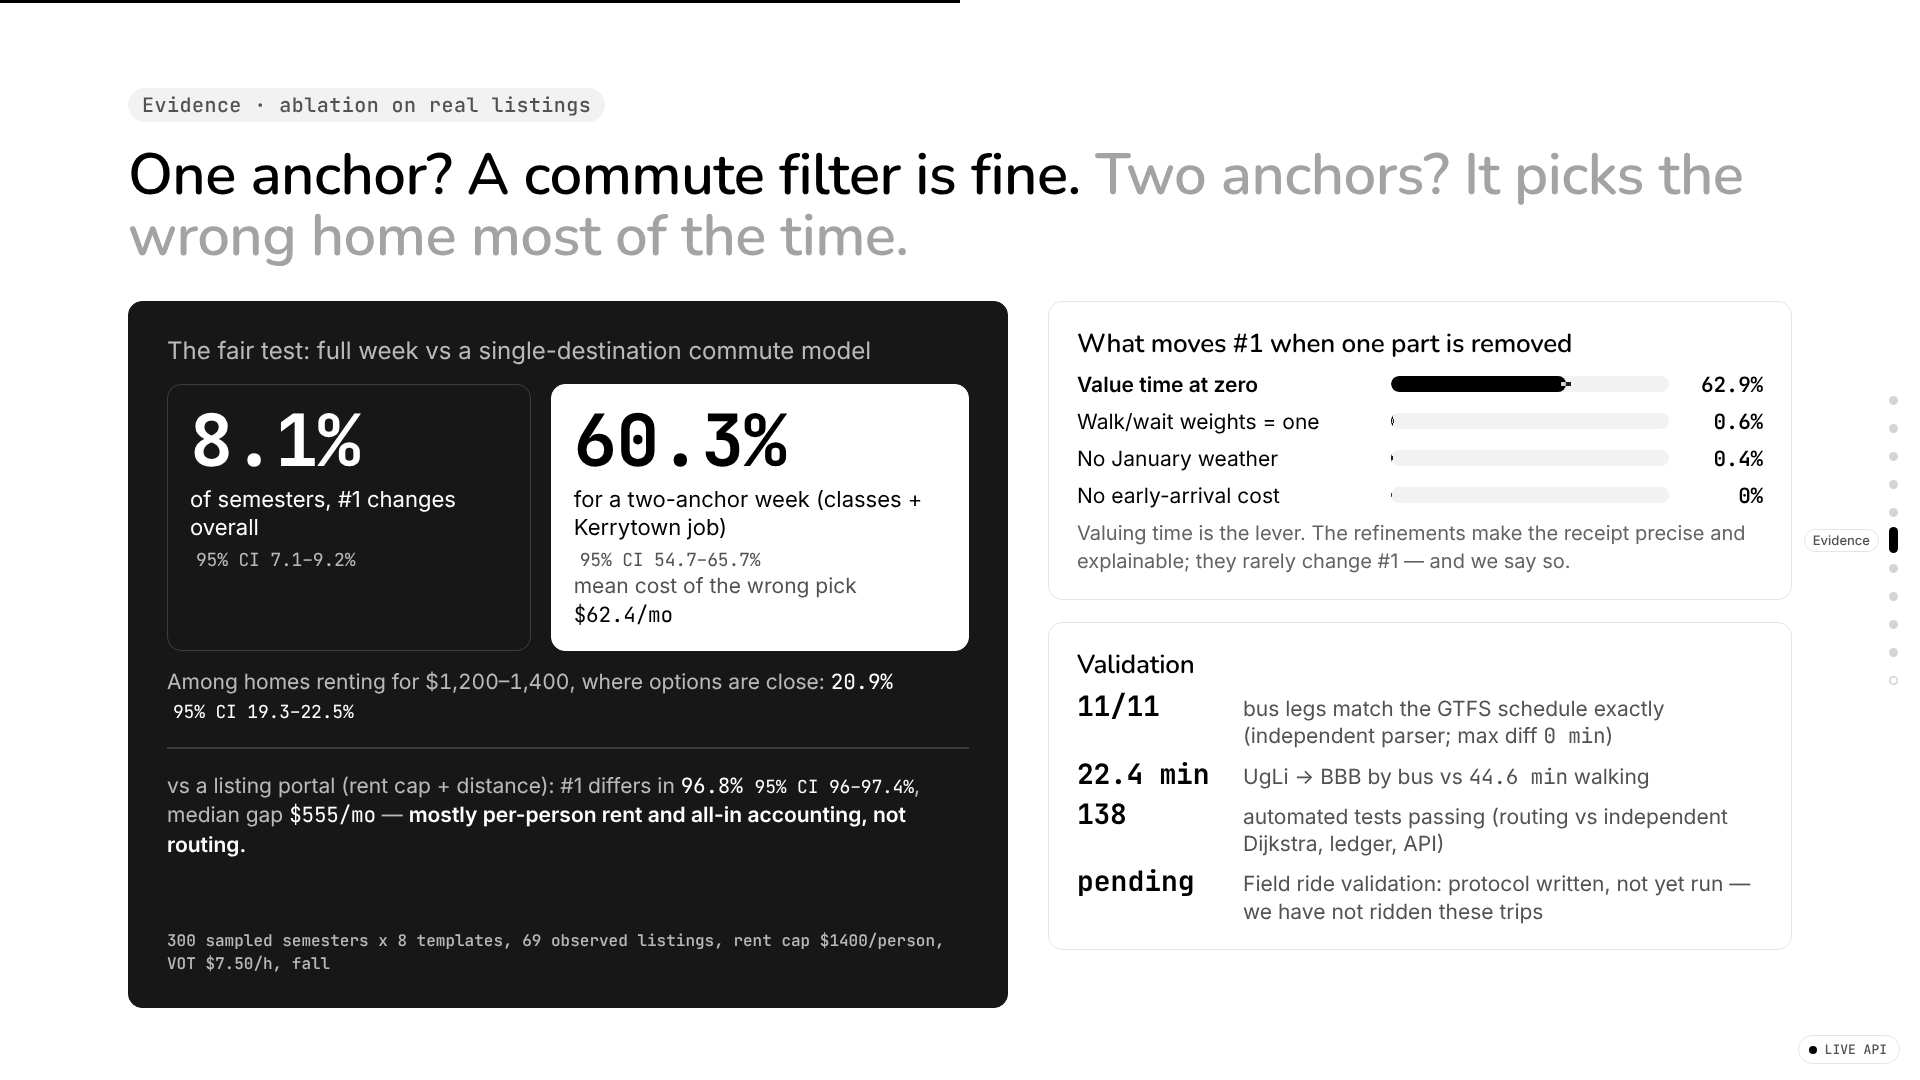 Evidence · ablation on real listings
One anchor? A commute filter is fine. Two anchors? It picks the
wrong home most of the time.
The fair test: full week vs a single-destination commute model
8.1%
of semesters, #1 changes
overall
95% CI 7.1–9.2%
60.3%
for a two-anchor week (classes +
Kerrytown job)
95% CI 54.7–65.7%
mean cost of the wrong pick
$62.4/mo
Among homes renting for $1,200–1,400, where options are close: 20.9%
95% CI 19.3–22.5%
vs a listing portal (rent cap + distance): #1 differs in 96.8% 95% CI 96–97.4%,
median gap $555/mo — mostly per-person rent and all-in accounting, not
routing.
300 sampled semesters x 8 templates, 69 observed listings, rent cap $1400/person,
VOT $7.50/h, fall
What moves #1 when one part is removed
Value time at zero 62.9%
Walk/wait weights = one 0.6%
No January weather 0.4%
No early-arrival cost 0%
Valuing time is the lever. The refinements make the receipt precise and
explainable; they rarely change #1 — and we say so.
Validation
11/11 bus legs match the GTFS schedule exactly
(independent parser; max diff 0 min)
22.4 min UgLi → BBB by bus vs 44.6 min walking
138 automated tests passing (routing vs independent
Dijkstra, ledger, API)
pending Field ride validation: protocol written, not yet run —
we have not ridden these trips
Evidence
LIVE API